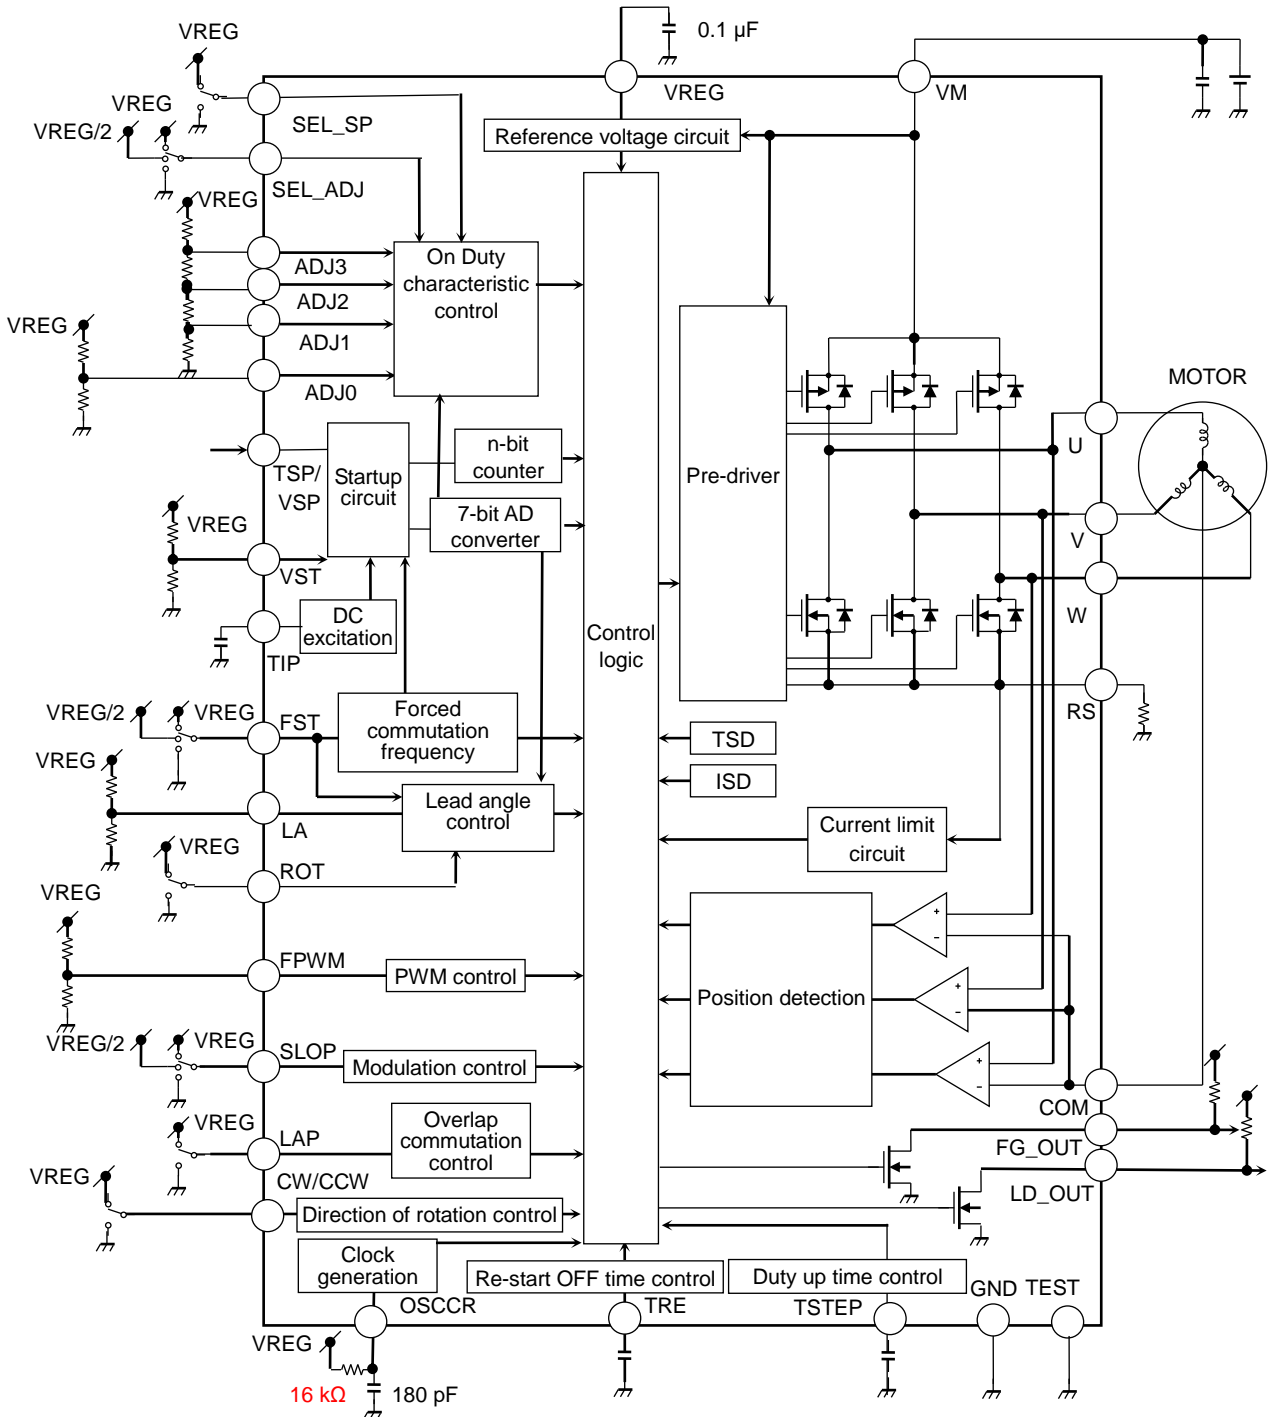 VREG
0.1 µF
VREG
VM
VREG
SEL_SP
VREG/2
Reference voltage circuit
SEL_ADJ
VREG
ADJ3
ADJ2
ADJ1
ADJ0
On Duty
characteristic
control
VREG
MOTOR
TSP/
VSP
Startup
circuit
n-bit
counter
7-bit AD
converter
Pre-driver
U
V
W
RS
VREG
VST
DC
excitation
TIP
Control
logic
VREG/2
VREG
FST
Forced
commutation
frequency
TSD
ISD
VREG
LA
Lead angle
control
Current limit
circuit
VREG
ROT
VREG
FPWM
PWM control
Position detection
+
−
+
−
+
−
VREG/2
VREG
SLOP
Modulation control
COM
FG_OUT
LD_OUT
VREG
LAP
Overlap
commutation
control
VREG
CW/CCW
Direction of rotation control
Clock
generation
OSCCR
Re-start OFF time control
TRE
Duty up time control
TSTEP
GND
TEST
VREG
16 kΩ
180 pF